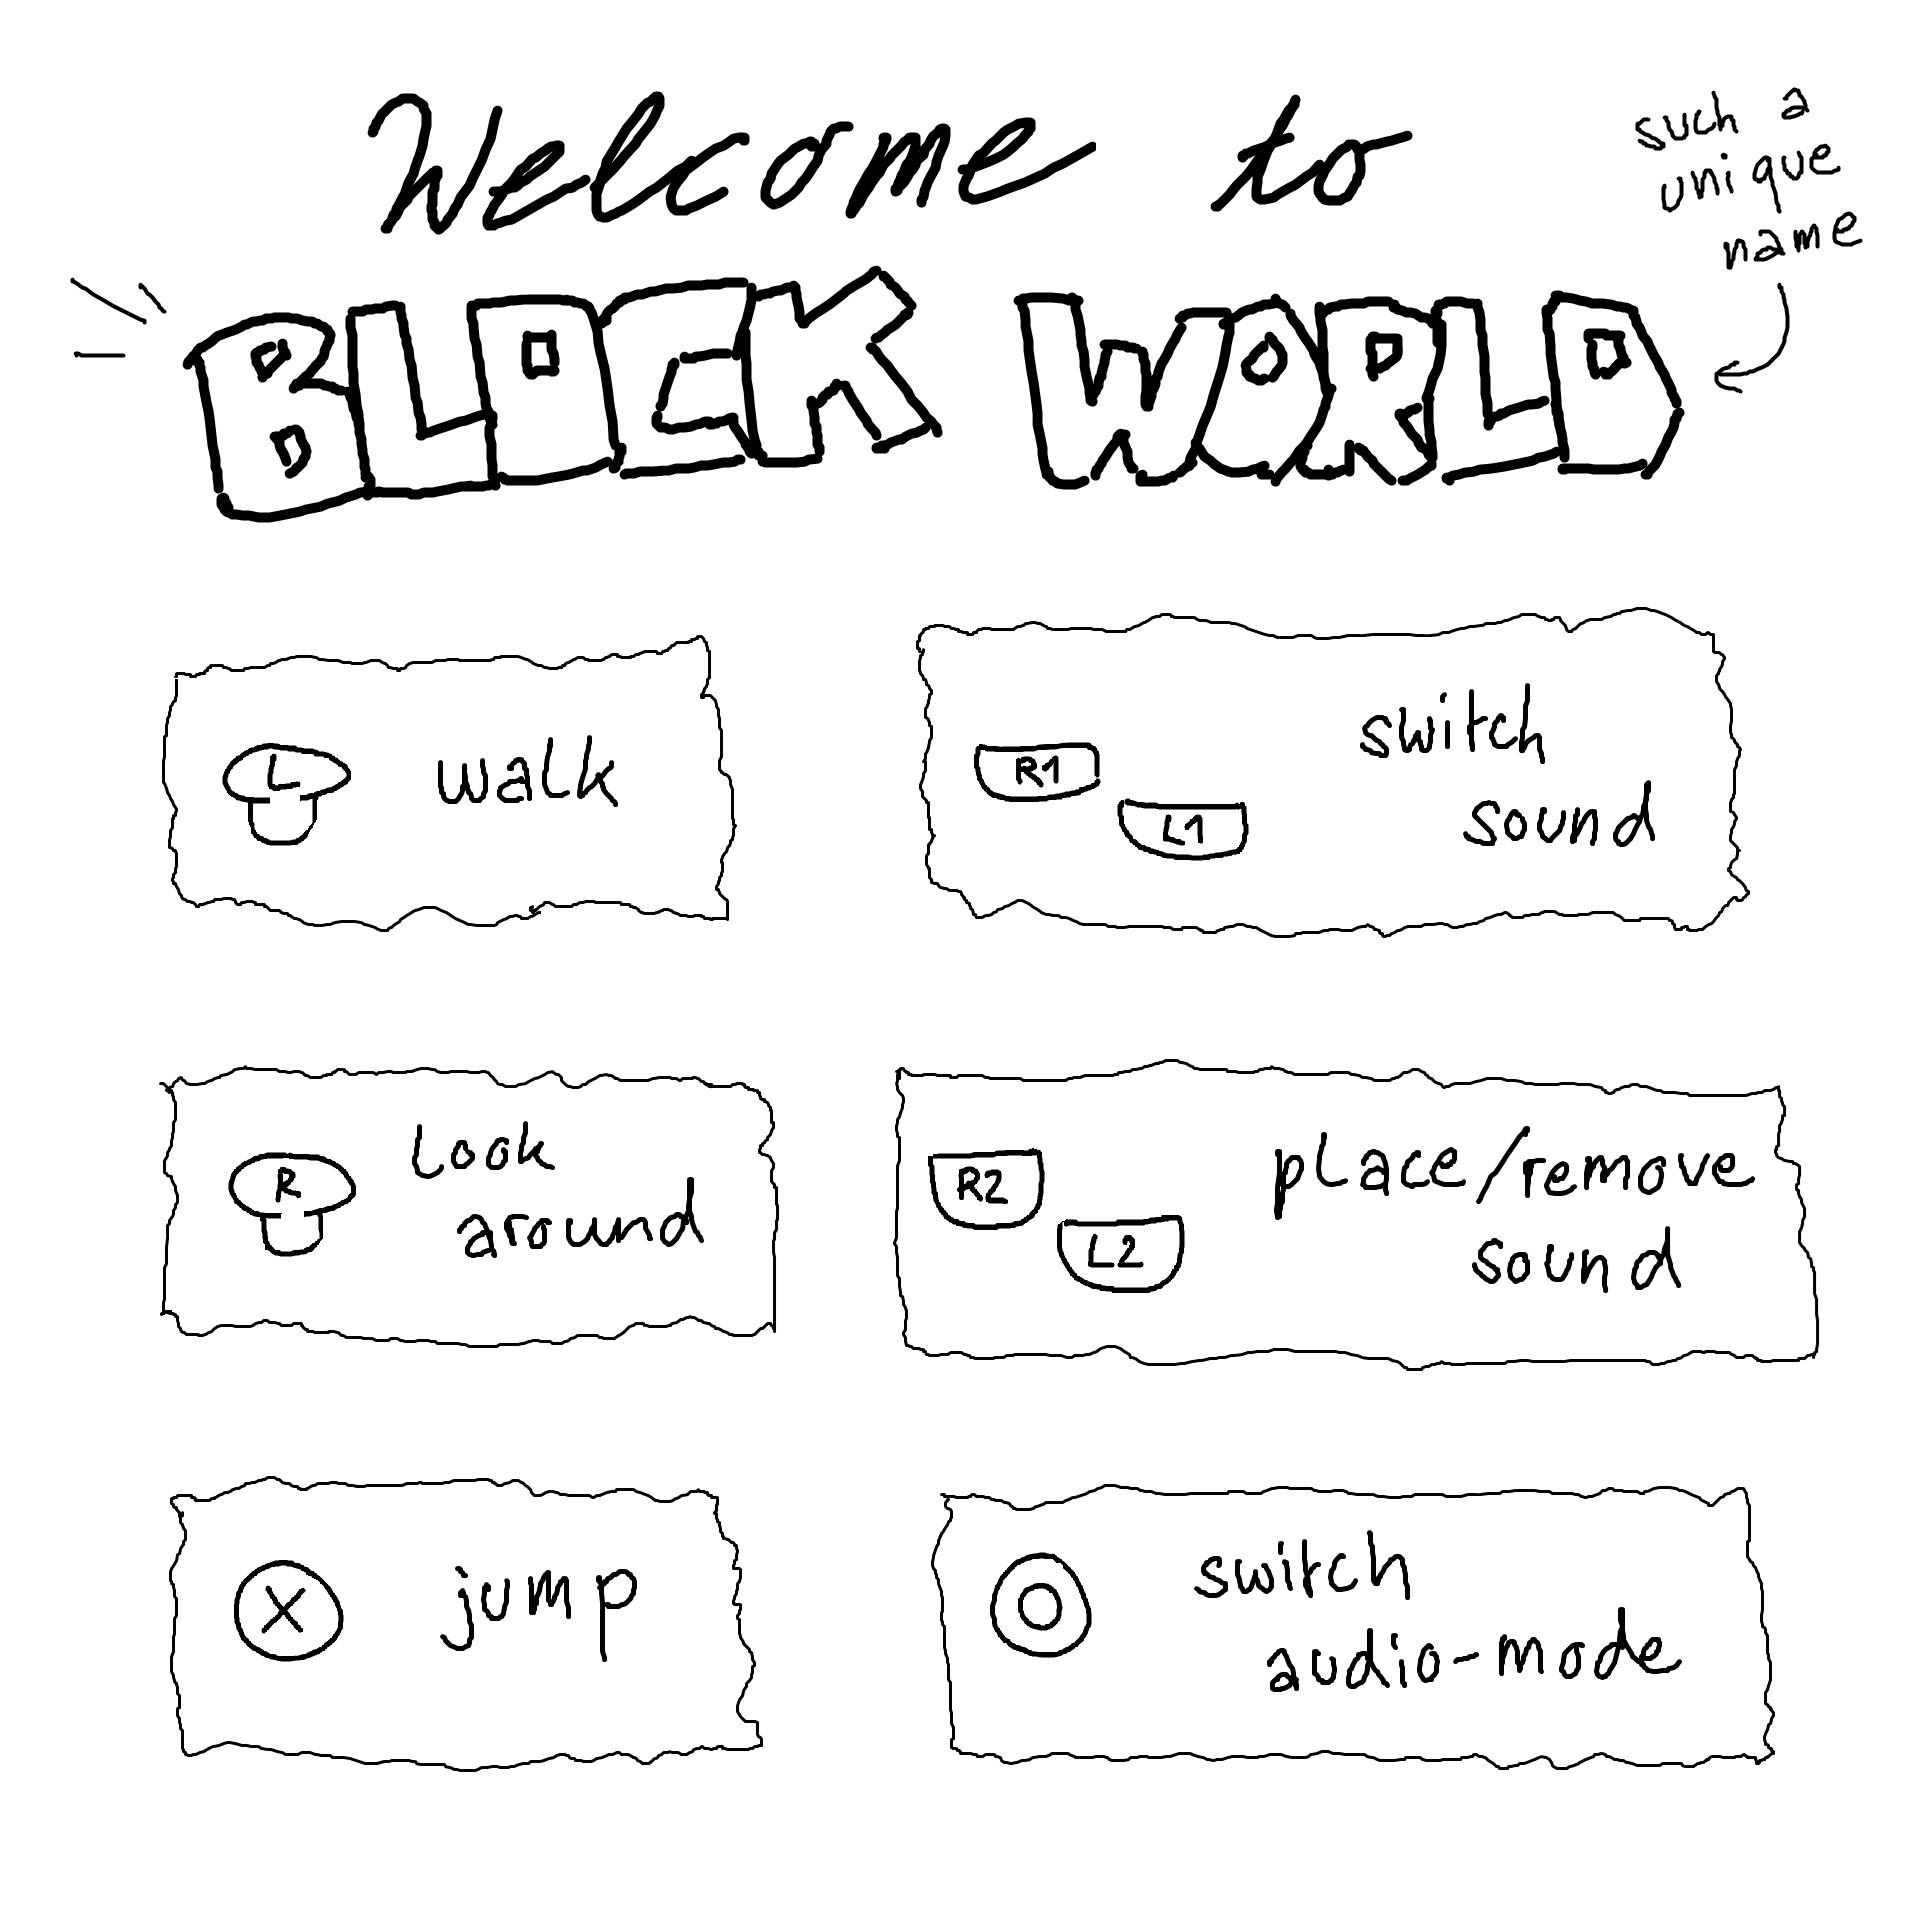 Welcome to
such a
unique
name
BLOCK WORLD
L walk
R1 L1 switch
sound
R look
around
R2 L2 place/remove
sound
X jump
switch
audio-mode